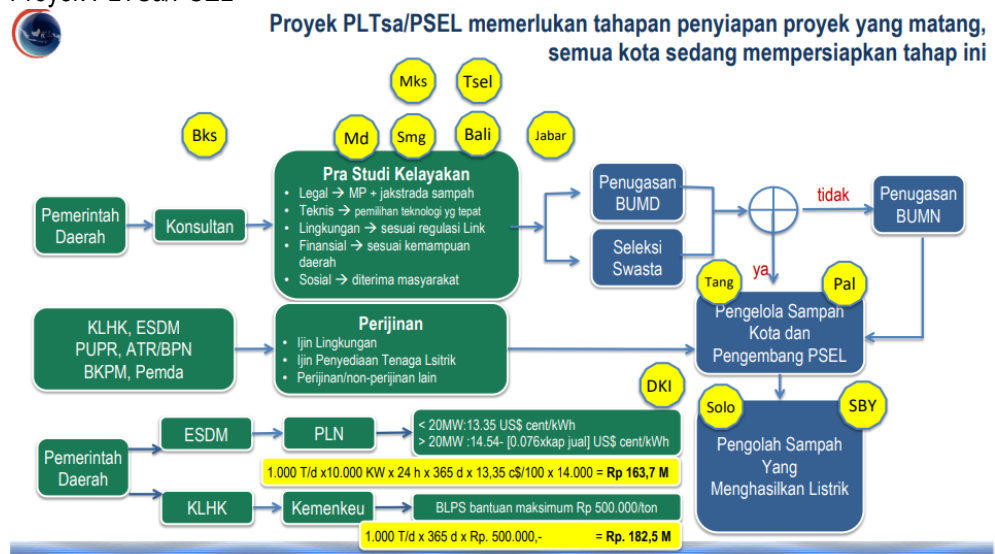 Proyek PLTsa/PSEL
Proyek PLTsa/PSEL memerlukan tahapan penyiapan proyek yang matang,
semua kota sedang mempersiapkan tahap ini
Mks
Tsel
Bks
Md
Smg
Bali
Jabar
Pemerintah
Daerah
Konsultan
Pra Studi Kelayakan
• Legal → MP + jakstrada sampah
• Teknis → pemilihan teknologi yg tepat
• Lingkungan → sesuai regulasi Link
• Finansial → sesuai kemampuan
daerah
• Sosial → diterima masyarakat
Penugasan
BUMD
Seleksi
Swasta
tidak
Penugasan
BUMN
ya
Tang
Pal
Pengelola Sampah
Kota dan
Pengembang PSEL
KLHK, ESDM
PUPR, ATR/BPN
BKPM, Pemda
Perijinan
• Ijin Lingkungan
• Ijin Penyediaan Tenaga Lsitrik
• Perijinan/non-perijinan lain
DKI
Solo
SBY
Pengolah Sampah
Yang
Menghasilkan Listrik
Pemerintah
Daerah
ESDM
PLN
< 20MW:13.35 US$ cent/kWh
> 20MW :14.54- [0.076xkap jual] US$ cent/kWh
1.000 T/d x10.000 KW x 24 h x 365 d x 13,35 c$/100 x 14.000 = Rp 163,7 M
KLHK
Kemenkeu
BLPS bantuan maksimum Rp 500.000/ton
1.000 T/d x 365 d x Rp. 500.000,- = Rp. 182,5 M